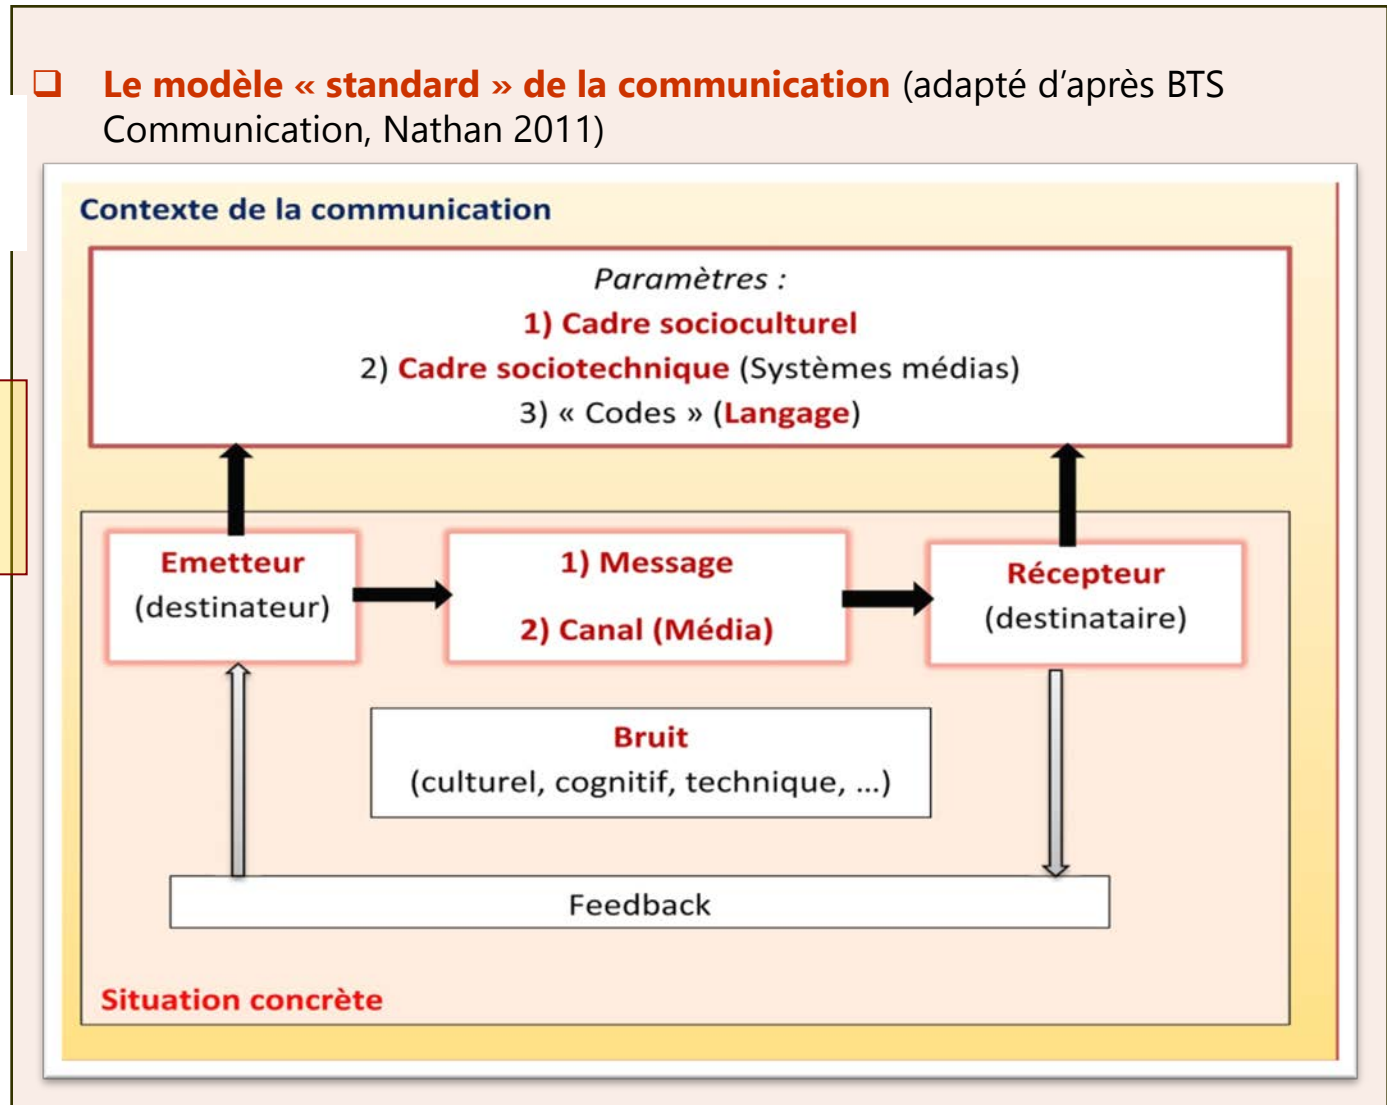 Le modèle « standard » de la communication (adapté d’après BTS
Communication, Nathan 2011)
Contexte de la communication
Paramètres :
1) Cadre socioculturel
2) Cadre sociotechnique (Systèmes médias)
3) « Codes » (Langage)
Emetteur
(destinateur)
1) Message
2) Canal (Média)
Récepteur
(destinataire)
Bruit
(culturel, cognitif, technique, ...)
Feedback
Situation concrète